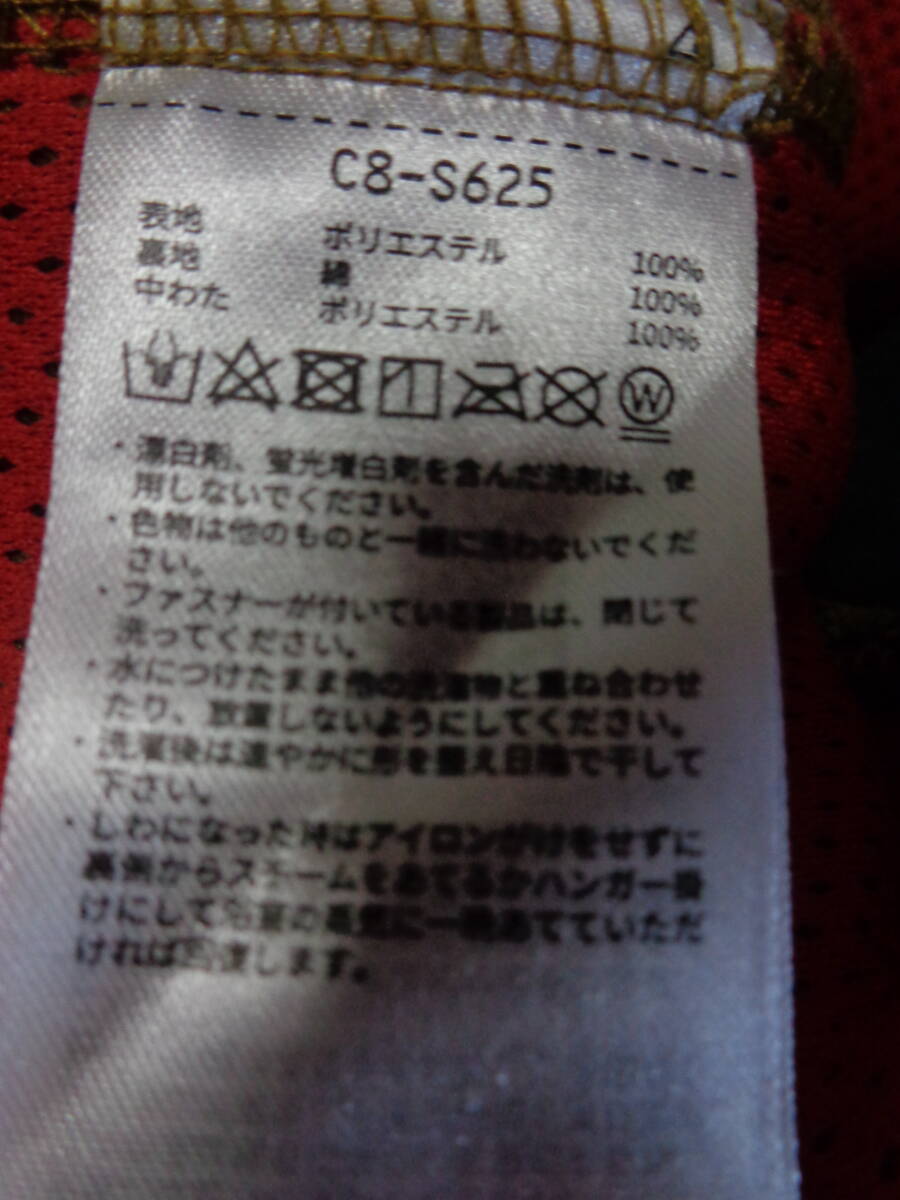 C8-S625
表地 ポリエステル 100%
裏地 綿 100%
中わた ポリエステル 100%
W
・漂白剤、蛍光増白剤を含んだ洗剤は、使
用しないでください。
・色物は他のものと一緒に洗わないでくだ
さい。
・ファスナーが付いている製品は、閉じて
洗ってください。
・水につけたまま他の洗濯物と重ね合わせ
たり、放置しないようにしてください。
・洗濯後は速やかに形を整え日陰で干して
下さい。
・しわになった時はアイロンがけをせずに
裏側からスチームをあてるかハンガー掛
けにして浴室の蒸気に一晩あてていただ
ければ回復します。